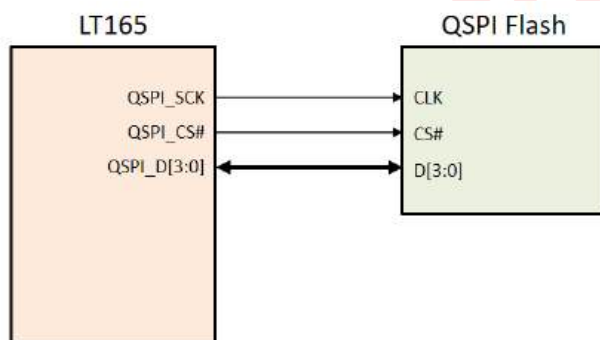 LT165
QSPI Flash
QSPI_SCK
CLK
QSPI_CS#
CS#
QSPI_D[3:0]
D[3:0]